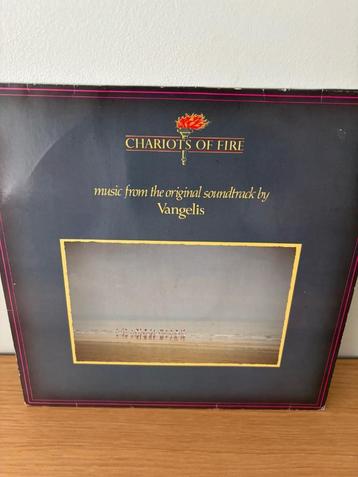 CHARIOTS OF FIRE
music from the original soundtrack by
Vangelis